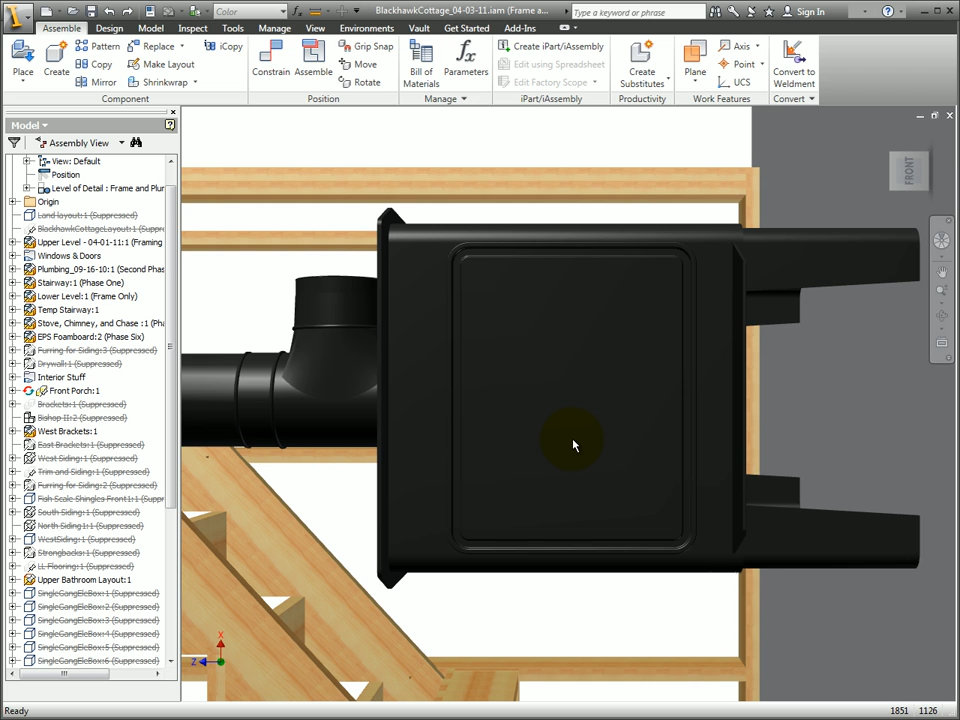 Color
BlackhawkCottage_04-03-11.iam (Frame a...
Type a keyword or phrase
Sign In
Assemble Design Model Inspect Tools Manage View Environments Vault Get Started Add-Ins
Place
Create
Pattern
Copy
Mirror
Replace
Make Layout
Shrinkwrap
iCopy
Component
Constrain
Assemble
Grip Snap
Move
Rotate
Position
Bill of
Materials
Parameters
Manage
Create iPart/iAssembly
Edit using Spreadsheet
Edit Factory Scope
iPart/iAssembly
Create
Substitutes
Productivity
Plane
Axis
Point
UCS
Work Features
Convert to
Weldment
Convert
Model
Assembly View
View: Default
Position
Level of Detail : Frame and Plur
Origin
Land layout:1 (Suppressed)
BlackhawkCottageLayout:1 (Suppre
Upper Level - 04-01-11:1 (Framing
Windows & Doors
Plumbing_09-16-10:1 (Second Phas
Stairway:1 (Phase One)
Lower Level:1 (Frame Only)
Temp Stairway:1
Stove, Chimney, and Chase :1 (Pha
EPS Foamboard:2 (Phase Six)
Furring for Siding:3 (Suppressed)
Drywall:1 (Suppressed)
Interior Stuff
Front Porch:1
Brackets:1 (Suppressed)
Bishop II:2 (Suppressed)
West Brackets:1
East Brackets:1 (Suppressed)
West Siding:1 (Suppressed)
Trim and Siding:1 (Suppressed)
Furring for Siding:2 (Suppressed)
Fish Scale Shingles Front1:1 (Suppress
South Siding:1 (Suppressed)
North Siding1:1 (Suppressed)
WestSiding:1 (Suppressed)
Strongbacks:1 (Suppressed)
LL Flooring:1 (Suppressed)
Upper Bathroom Layout:1
SingleGangEleBox:1 (Suppressed)
SingleGangEleBox:2 (Suppressed)
SingleGangEleBox:3 (Suppressed)
SingleGangEleBox:4 (Suppressed)
SingleGangEleBox:5 (Suppressed)
SingleGangEleBox:6 (Suppressed)
FRONT
X
Z
Ready
1851 1126